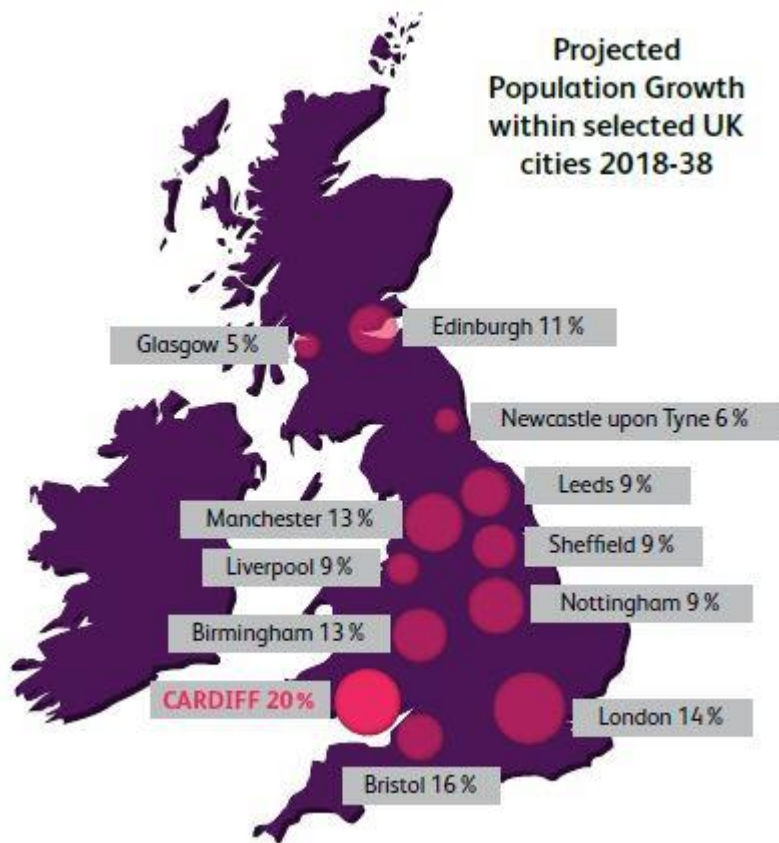 Projected
Population Growth
within selected UK
cities 2018-38
Edinburgh 11%
Glasgow 5%
Newcastle upon Tyne 6%
Leeds 9%
Manchester 13%
Sheffield 9%
Liverpool 9%
Nottingham 9%
Birmingham 13%
CARDIFF 20%
London 14%
Bristol 16%